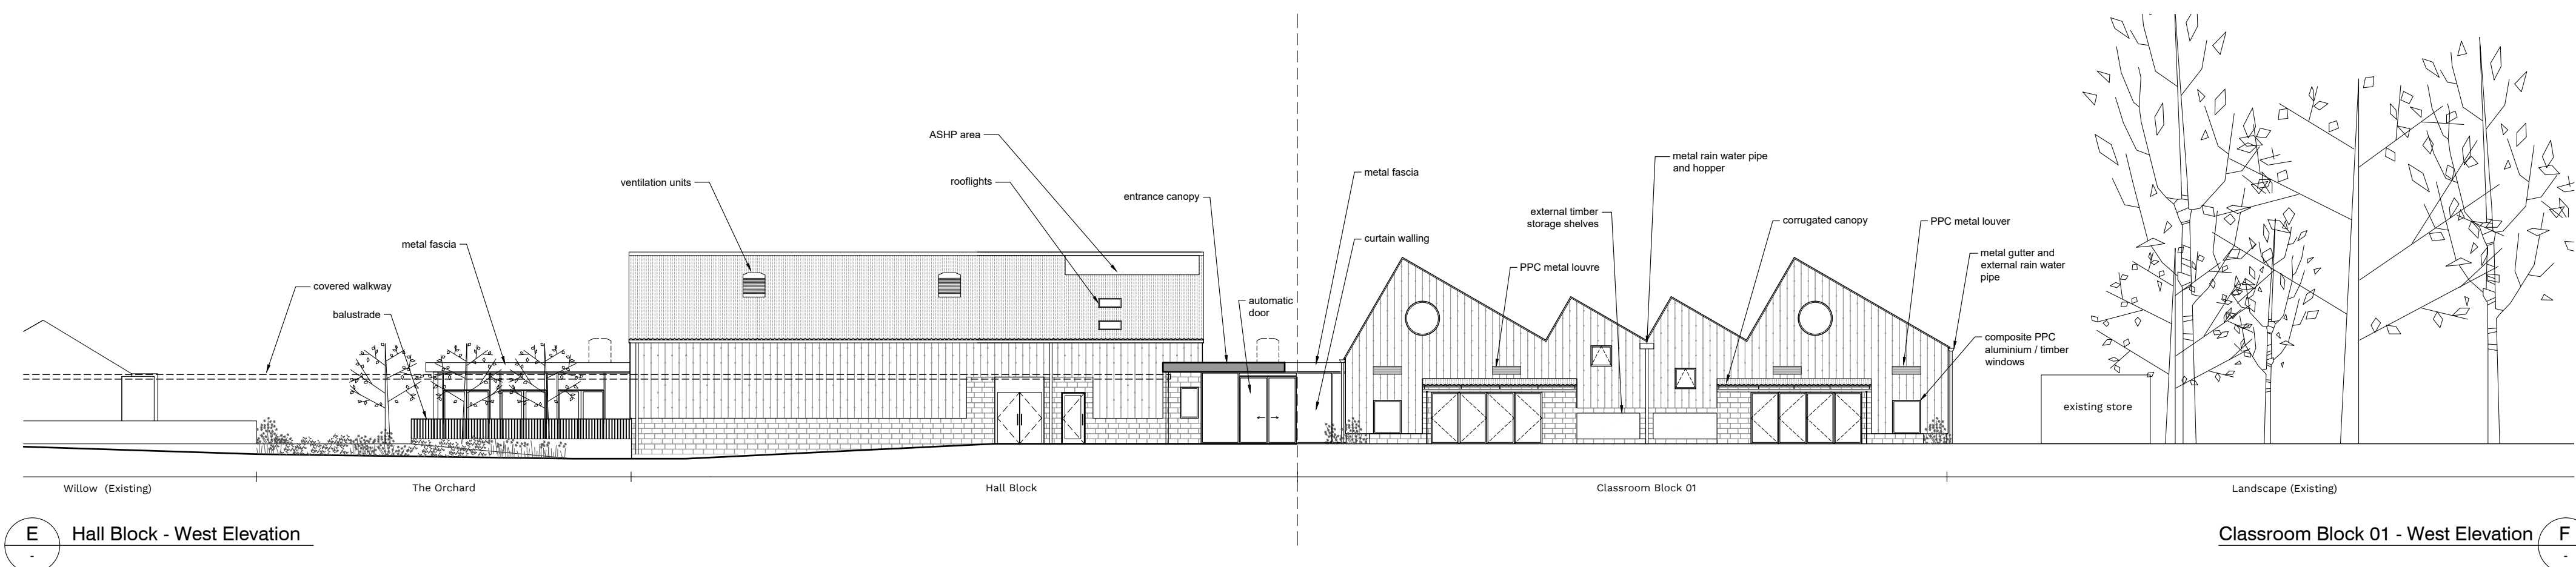 ASHP area
ventilation units
rooflights
entrance canopy
metal fascia
metal rain water pipe
and hopper
external timber
storage shelves
corrugated canopy
PPC metal louver
metal fascia
curtain walling
PPC metal louvre
metal gutter and
external rain water
pipe
covered walkway
balustrade
automatic
door
composite PPC
aluminium / timber
windows
existing store
Willow (Existing)
The Orchard
Hall Block
Classroom Block 01
Landscape (Existing)
E
-
Hall Block - West Elevation
Classroom Block 01 - West Elevation
F
-